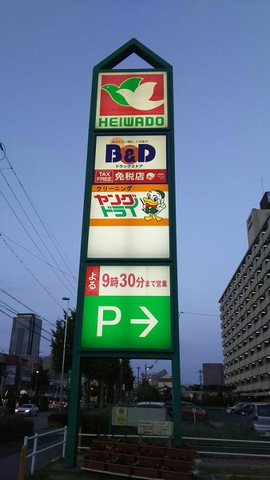 HEIWADO
B&D
ドラッグストア
TAX FREE 免税店
クリーニング
ヤング
ドライ
よる 9時30分まで営業
P →